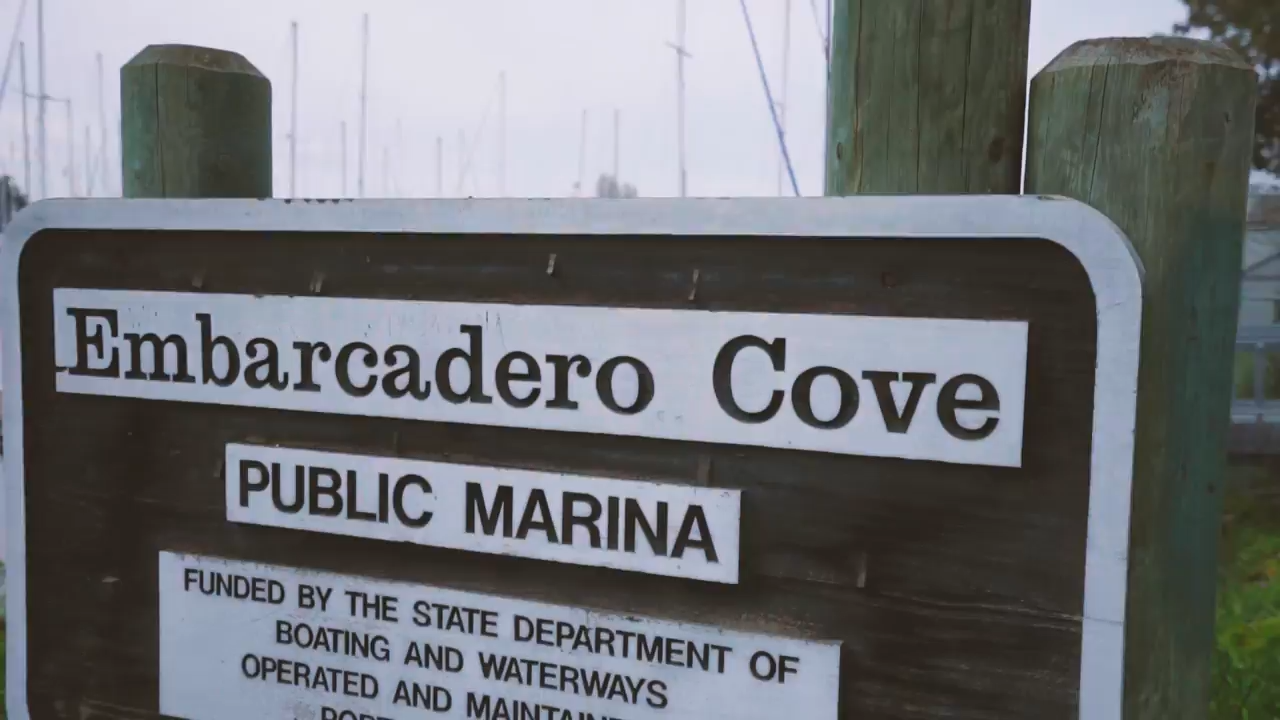 Embarcadero Cove
PUBLIC MARINA
FUNDED BY THE STATE DEPARTMENT OF
BOATING AND WATERWAYS
OPERATED AND